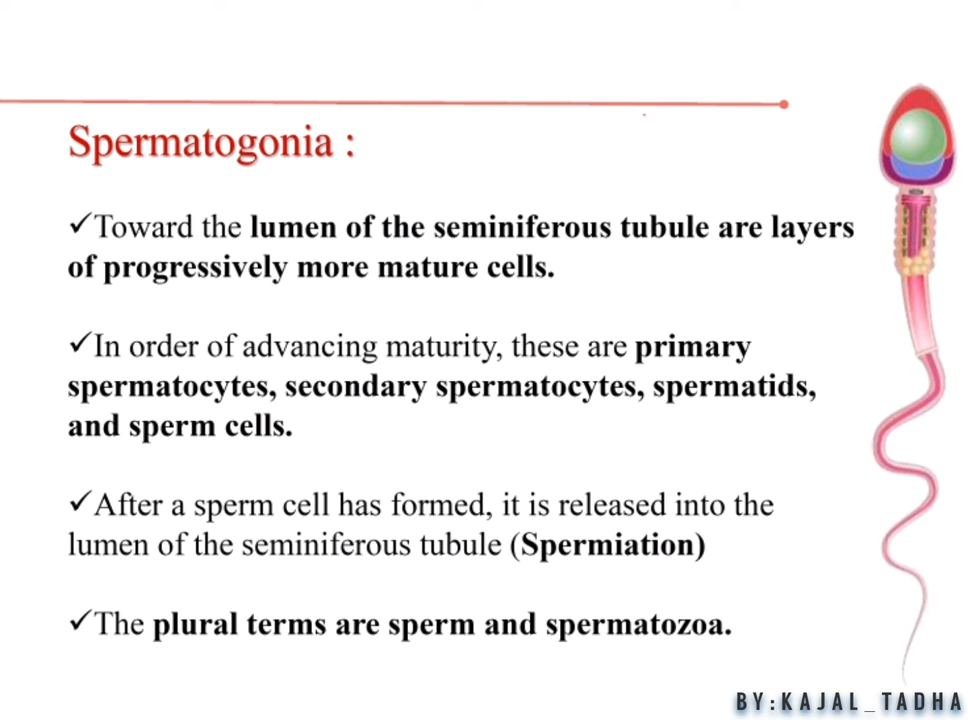 Spermatogonia :
✓Toward the lumen of the seminiferous tubule are layers
of progressively more mature cells.
✓In order of advancing maturity, these are primary
spermatocytes, secondary spermatocytes, spermatids,
and sperm cells.
✓After a sperm cell has formed, it is released into the
lumen of the seminiferous tubule (Spermiation)
✓The plural terms are sperm and spermatozoa.
BY:KAJAL_TADHA